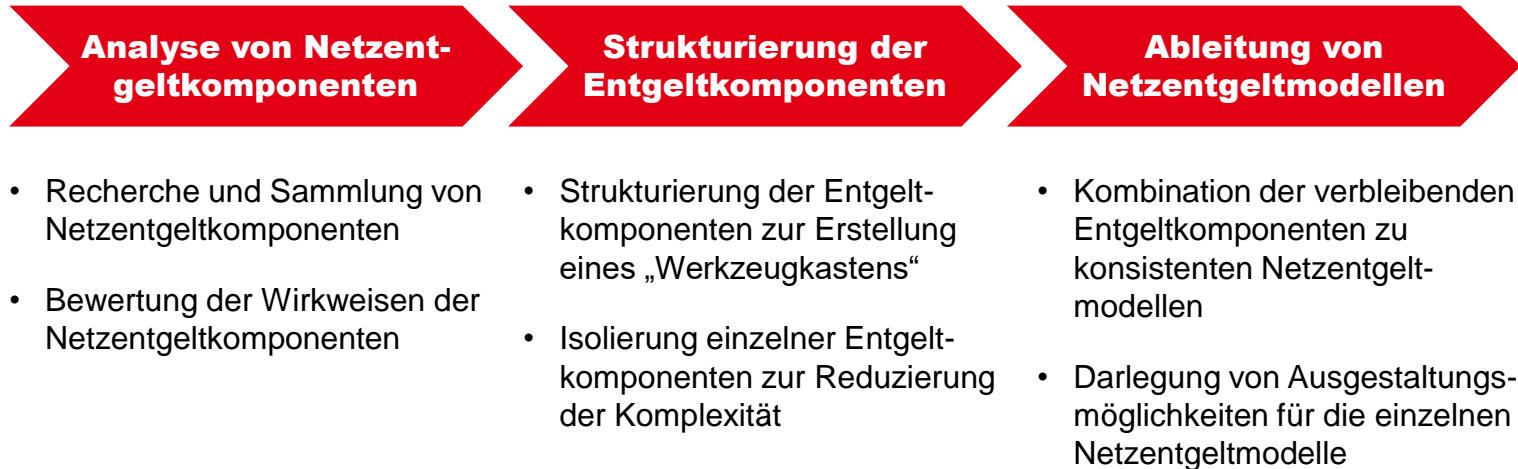 Analyse von Netzent-
geltkomponenten
Strukturierung der
Entgeltkomponenten
Ableitung von
Netzentgeltmodellen
• Recherche und Sammlung von
Netzentgeltkomponenten
• Bewertung der Wirkweisen der
Netzentgeltkomponenten
• Strukturierung der Entgelt-
komponenten zur Erstellung
eines „Werkzeugkastens“
• Isolierung einzelner Entgelt-
komponenten zur Reduzierung
der Komplexität
• Kombination der verbleibenden
Entgeltkomponenten zu
konsistenten Netzentgelt-
modellen
• Darlegung von Ausgestaltungs-
möglichkeiten für die einzelnen
Netzentgeltmodelle